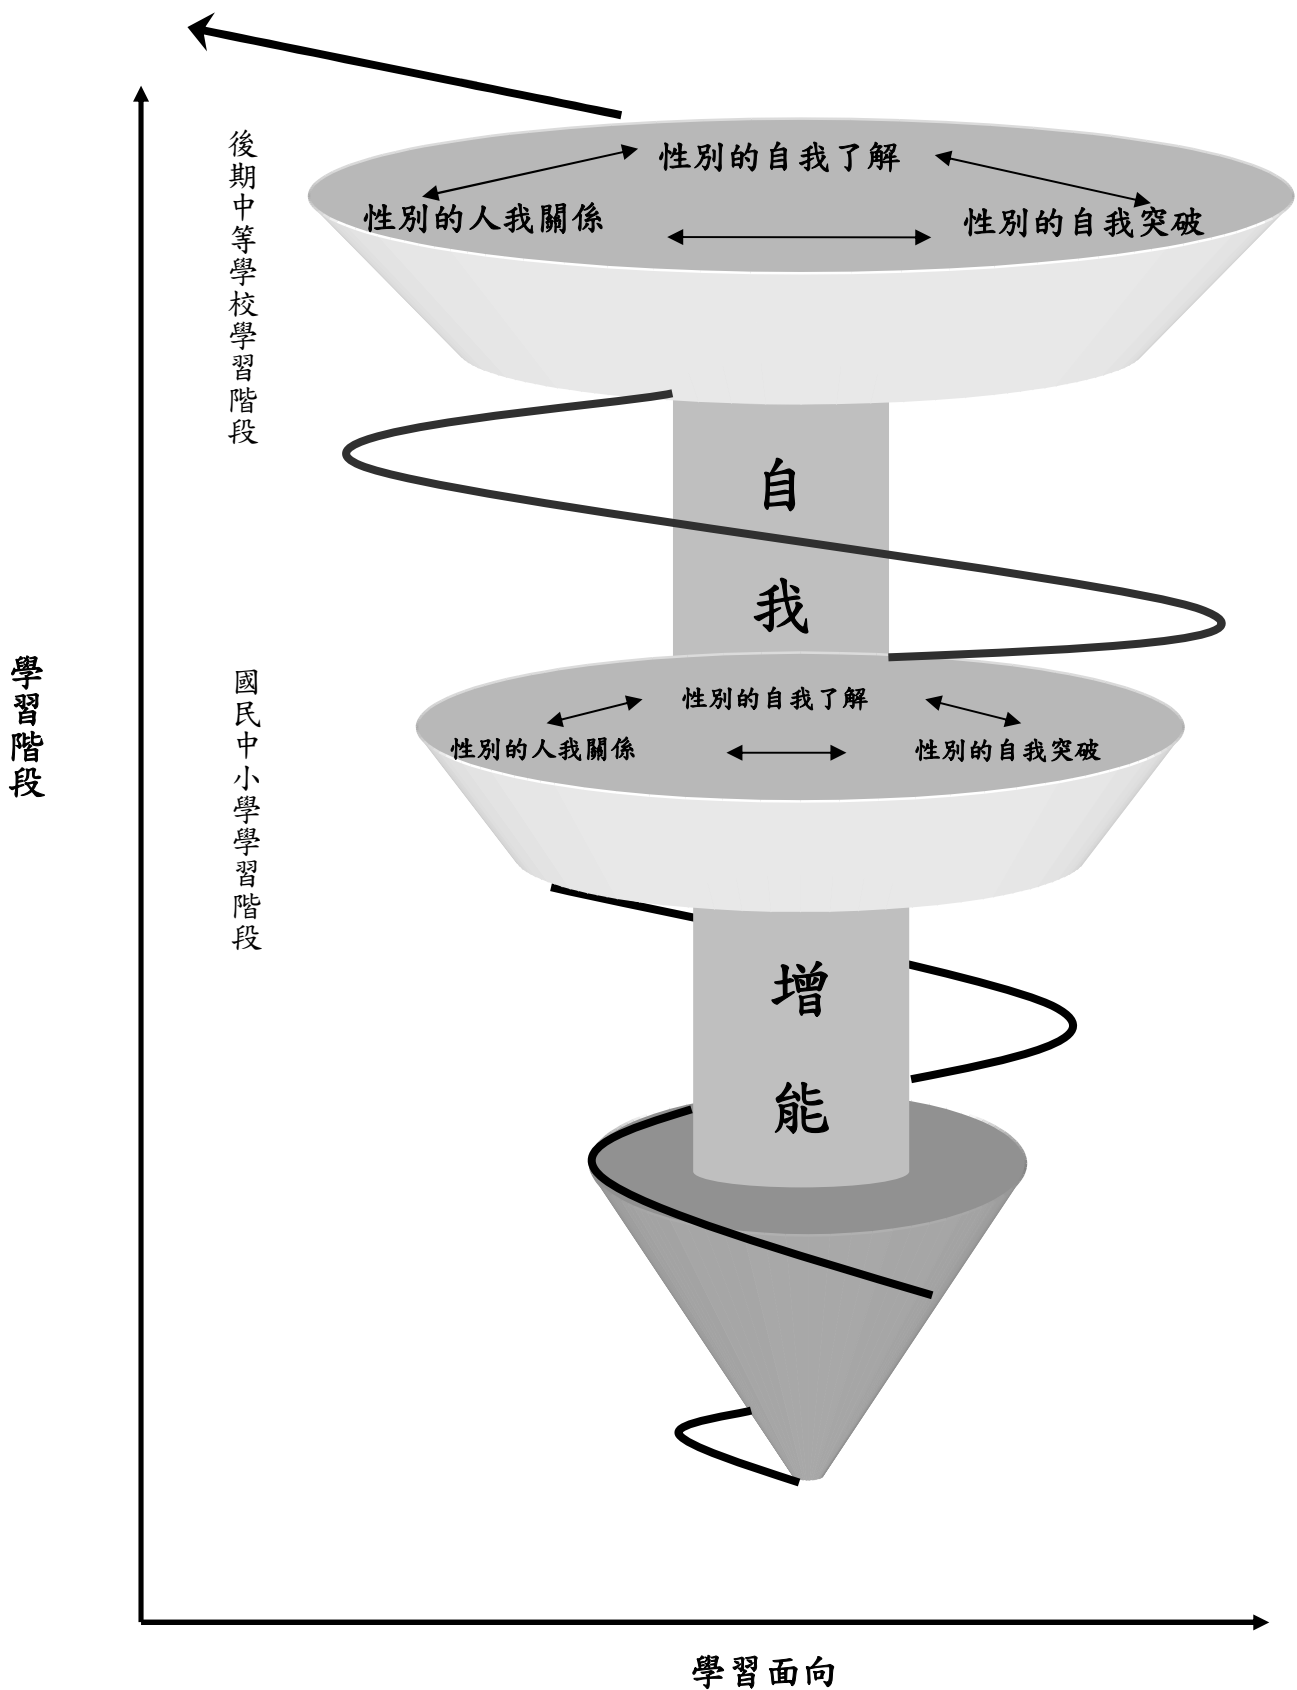 後期中等學校學習階段
性別的自我了解
性別的人我關係
性別的自我突破
自我
學習階段
國民中小學學習階段
性別的自我了解
性別的人我關係
性別的自我突破
增能
學習面向